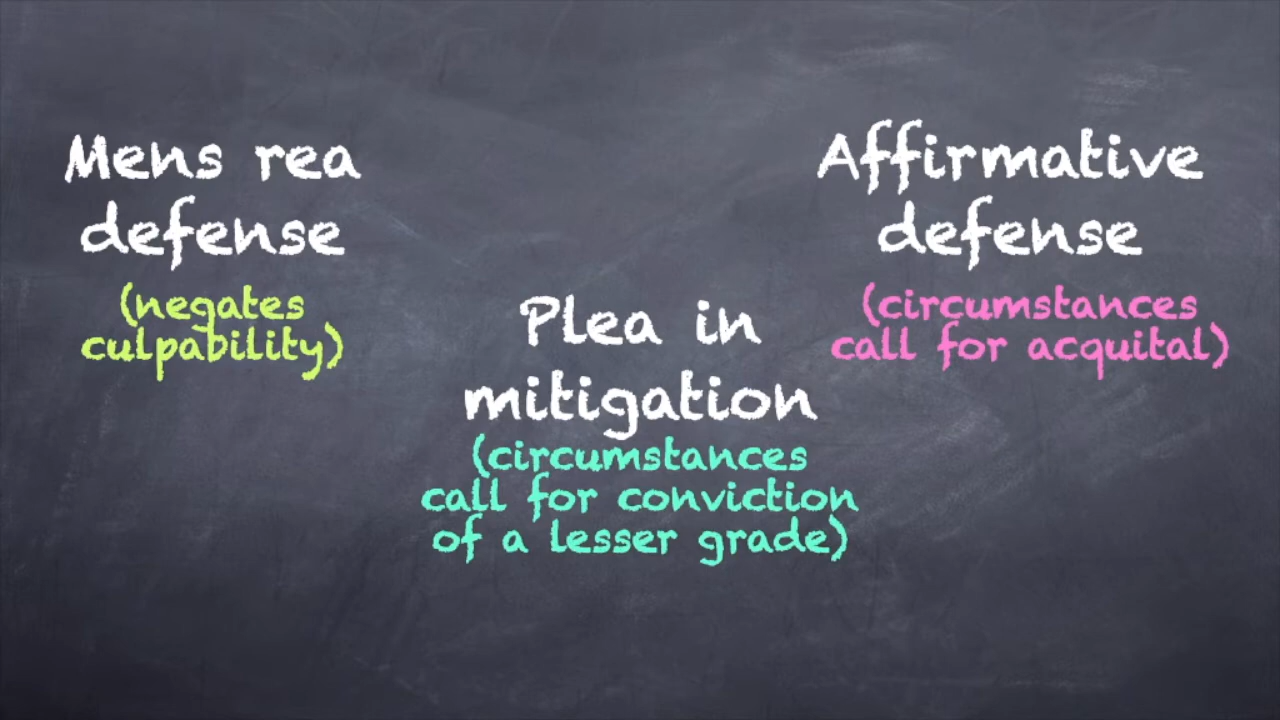 Mens rea
defense
(negates
culpability)
Plea in
mitigation
(circumstances
call for conviction
of a lesser grade)
Affirmative
defense
(circumstances
call for acquital)